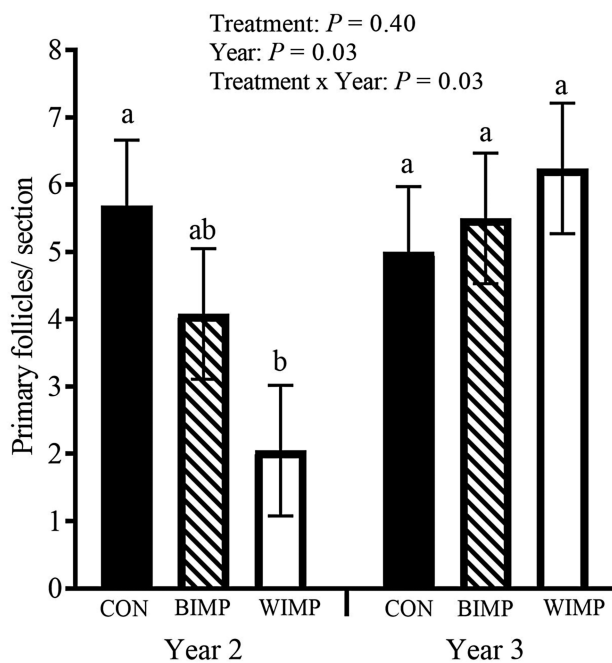 Treatment: P = 0.40
Year: P = 0.03
Treatment x Year: P = 0.03
Primary follicles/ section
8
7
6
5
4
3
2
1
0
a
ab
b
a
a
a
CON BIMP WIMP CON BIMP WIMP
Year 2 Year 3